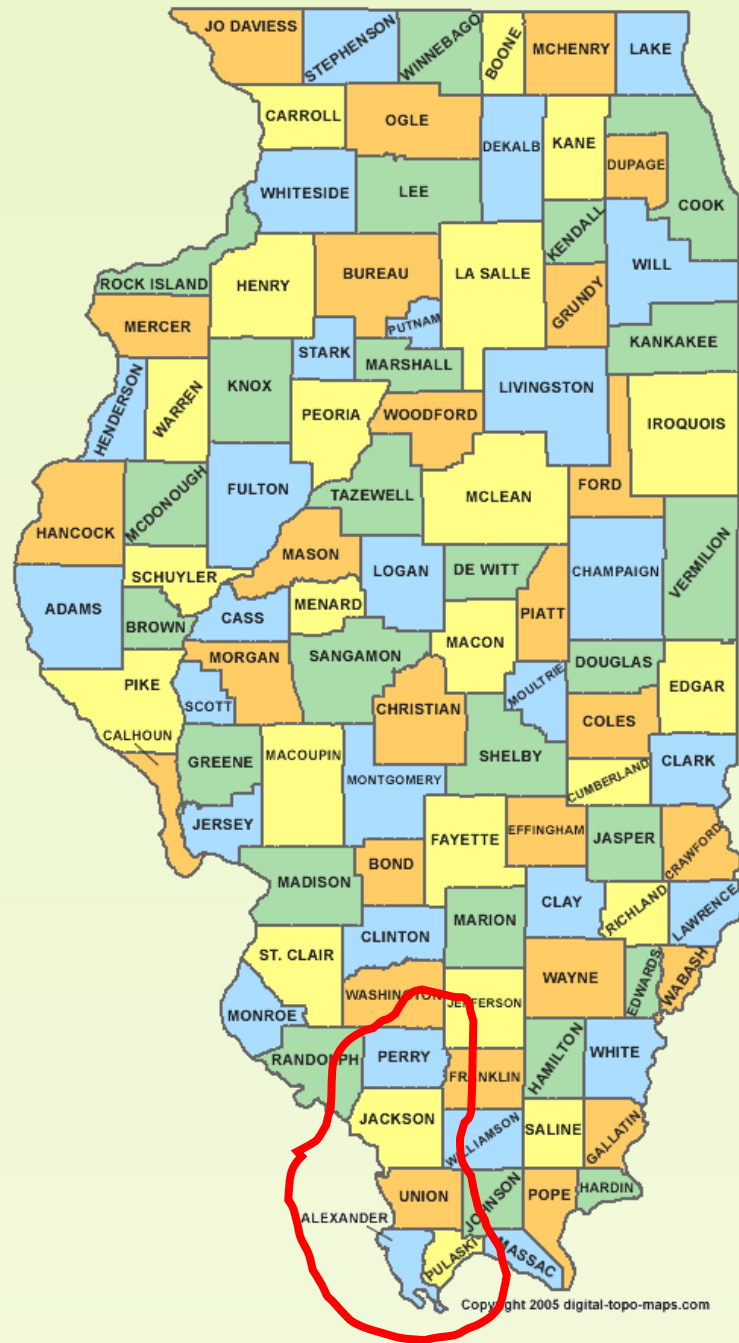 JO DAVIESS
STEPHENSON
WINNEBAGO
BOONE
MCHENRY
LAKE
CARROLL
OGLE
DEKALB
KANE
DUPAGE
COOK
WHITESIDE
LEE
KENDALL
WILL
ROCK ISLAND
HENRY
BUREAU
LA SALLE
GRUNDY
MERCER
PUTNAM
KANKAKEE
STARK
MARSHALL
HENDERSON
WARREN
KNOX
PEORIA
WOODFORD
LIVINGSTON
IROQUOIS
HANCOCK
MCDONOUGH
FULTON
TAZEWELL
MCLEAN
FORD
MASON
SCHUYLER
LOGAN
DE WITT
CHAMPAIGN
VERMILION
ADAMS
BROWN
CASS
MENARD
PIATT
MACON
PIKE
MORGAN
SANGAMON
DOUGLAS
EDGAR
SCOTT
CHRISTIAN
MOULTRIE
COLES
CALHOUN
GREENE
MACOUPIN
MONTGOMERY
SHELBY
CUMBERLAND
CLARK
JERSEY
FAYETTE
EFFINGHAM
JASPER
CRAWFORD
MADISON
BOND
CLAY
RICHLAND
LAWRENCE
MARION
ST. CLAIR
CLINTON
WAYNE
EDWARDS
WABASH
MONROE
WASHINGTON
JEFFERSON
RANDOLPH
PERRY
FRANKLIN
HAMILTON
WHITE
JACKSON
WILLIAMSON
SALINE
GALLATIN
UNION
JOHNSON
POPE
HARDIN
ALEXANDER
PULASKI
MASSAC
Copyright 2005 digital-topo-maps.com